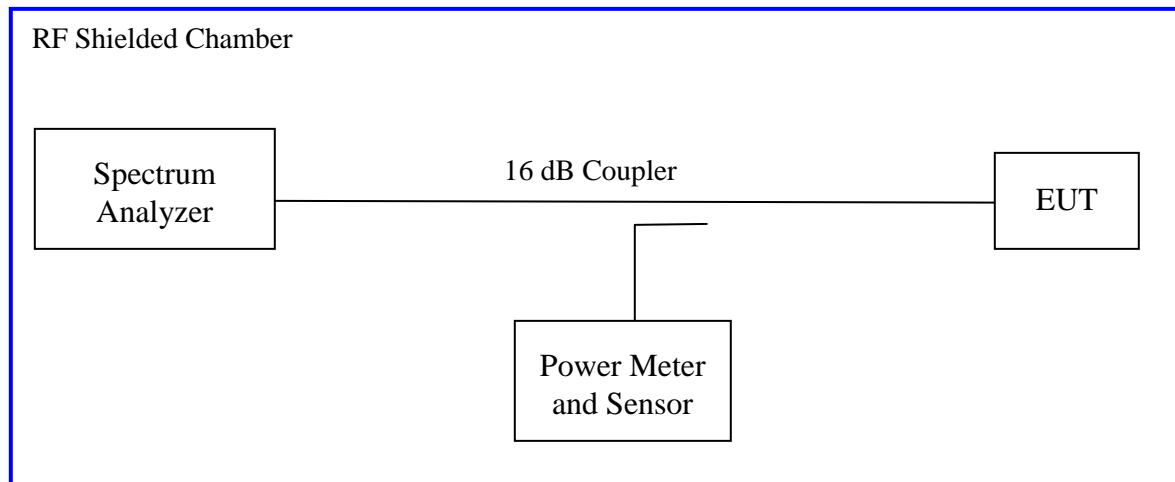 RF Shielded Chamber
Spectrum
Analyzer
16 dB Coupler
EUT
Power Meter
and Sensor